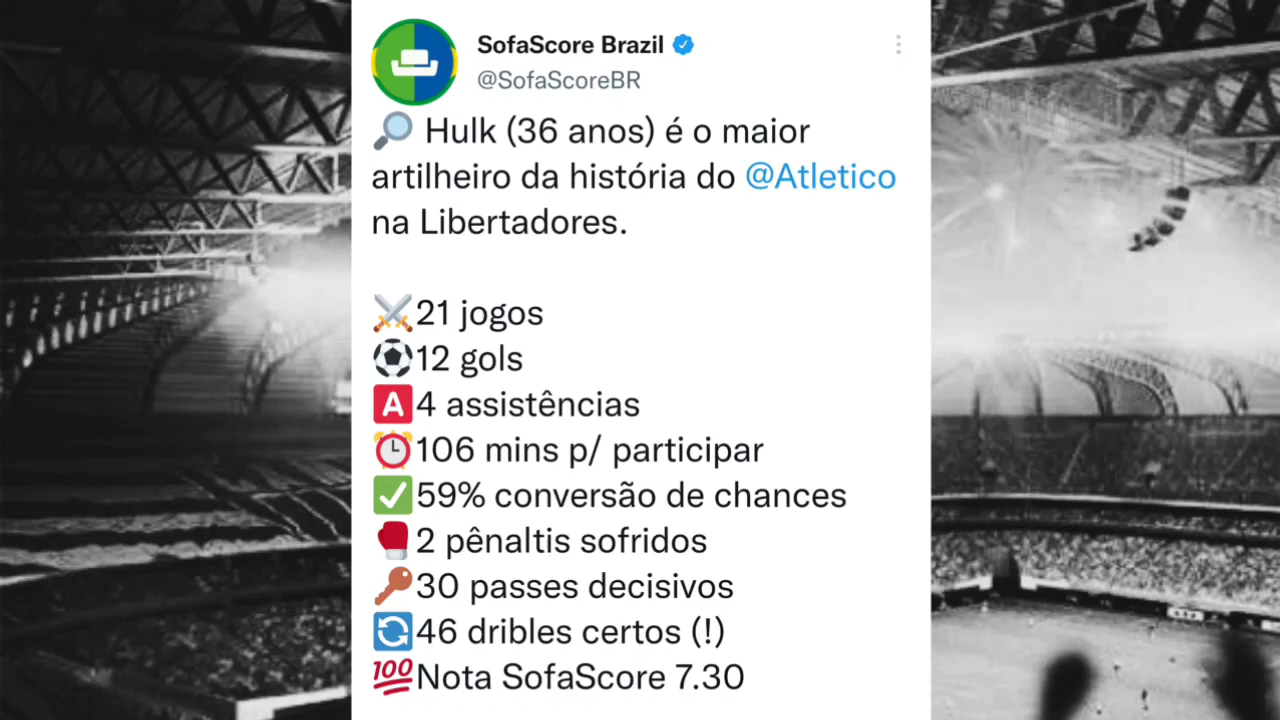 SofaScore Brazil
@SofaScoreBR
Hulk (36 anos) é o maior
artilheiro da história do @Atletico
na Libertadores.
21 jogos
12 gols
🅰4 assistências
106 mins p/ participar
59% conversão de chances
2 pênaltis sofridos
30 passes decisivos
46 dribles certos (!)
💯Nota SofaScore 7.30